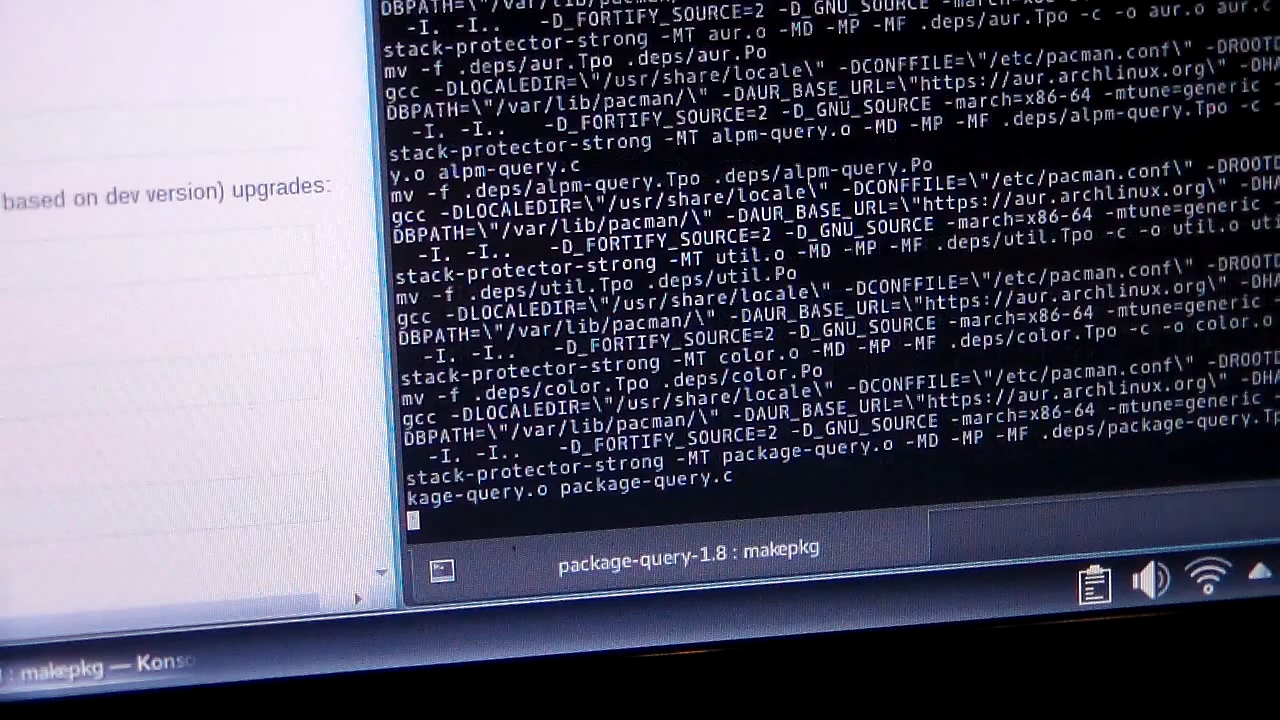 based on dev version) upgrades:
DBPATH=\"/var/lib/pacman/\" -DAUR_BASE_URL
-I. -I.. -D_FORTIFY_SOURCE=2 -D_GNU_SOURCE
stack-protector-strong -MT aur.o -MD -MP -MF .deps/aur.Tpo -c -o aur.o aur.c
mv -f .deps/aur.Tpo .deps/aur.Po
gcc -DLOCALEDIR=\"/usr/share/locale\" -DCONFFILE=\"/etc/pacman.conf\" -DROOTD
DBPATH=\"/var/lib/pacman/\" -DAUR_BASE_URL=\"https://aur.archlinux.org\" -DHA
-I. -I.. -D_FORTIFY_SOURCE=2 -D_GNU_SOURCE -march=x86-64 -mtune=generic
stack-protector-strong -MT alpm-query.o -MD -MP -MF .deps/alpm-query.Tpo -c
y.o alpm-query.c
mv -f .deps/alpm-query.Tpo .deps/alpm-query.Po
gcc -DLOCALEDIR=\"/usr/share/locale\" -DCONFFILE=\"/etc/pacman.conf\" -DROOTD
DBPATH=\"/var/lib/pacman/\" -DAUR_BASE_URL=\"https://aur.archlinux.org\" -DHA
-I. -I.. -D_FORTIFY_SOURCE=2 -D_GNU_SOURCE -march=x86-64 -mtune=generic -
stack-protector-strong -MT util.o -MD -MP -MF .deps/util.Tpo -c -o util.o uti
mv -f .deps/util.Tpo .deps/util.Po
gcc -DLOCALEDIR=\"/usr/share/locale\" -DCONFFILE=\"/etc/pacman.conf\" -DROOTD
DBPATH=\"/var/lib/pacman/\" -DAUR_BASE_URL=\"https://aur.archlinux.org\" -DHA
-I. -I.. -D_FORTIFY_SOURCE=2 -D_GNU_SOURCE -march=x86-64 -mtune=generic -
stack-protector-strong -MT color.o -MD -MP -MF .deps/color.Tpo -c -o color.o
mv -f .deps/color.Tpo .deps/color.Po
gcc -DLOCALEDIR=\"/usr/share/locale\" -DCONFFILE=\"/etc/pacman.conf\" -DROOTD
DBPATH=\"/var/lib/pacman/\" -DAUR_BASE_URL=\"https://aur.archlinux.org\" -DHA
-I. -I.. -D_FORTIFY_SOURCE=2 -D_GNU_SOURCE -march=x86-64 -mtune=generic -
stack-protector-strong -MT package-query.o -MD -MP -MF .deps/package-query.Tp
kage-query.o package-query.c
package-query-1.8 : makepkg
: makepkg — Konso